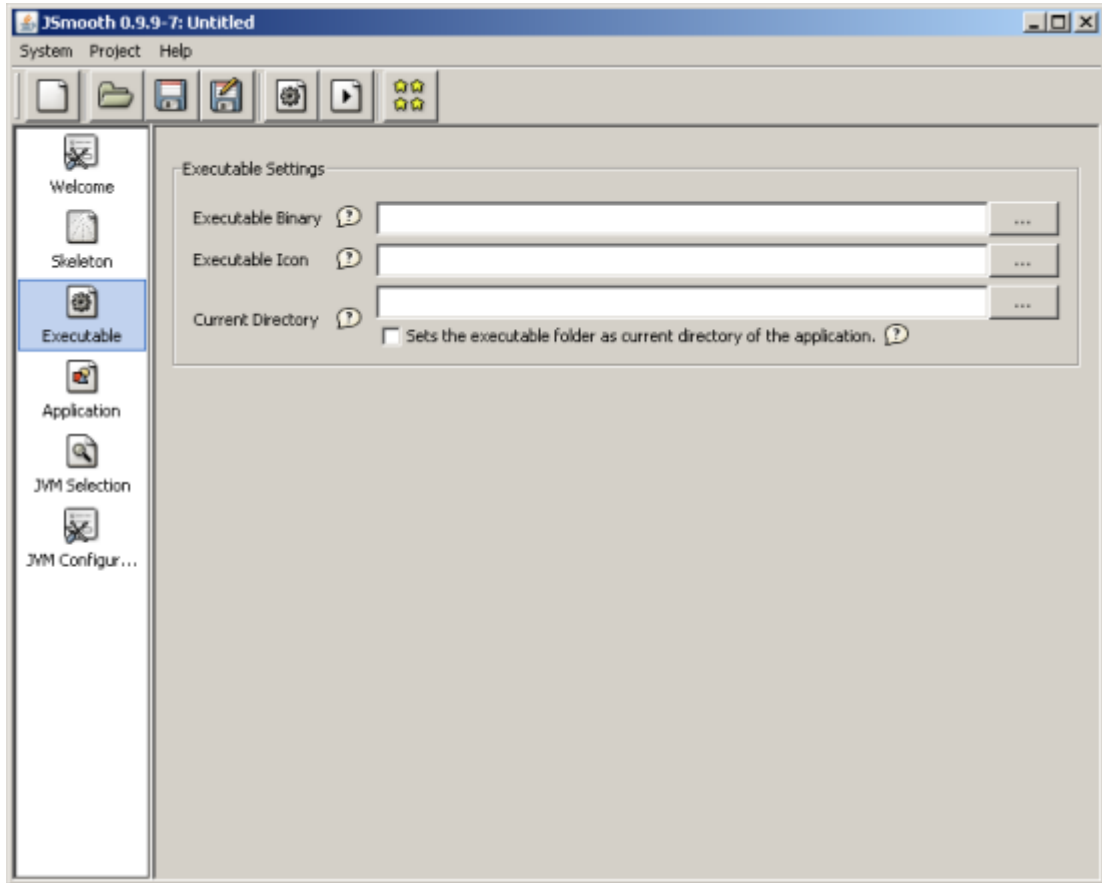 JSmooth 0.9.9-7: Untitled
System Project Help
Welcome
Skeleton
Executable
Application
JVM Selection
JVM Configur...
Executable Settings
Executable Binary ? ...
Executable Icon ? ...
Current Directory ? ...
Sets the executable folder as current directory of the application. ?